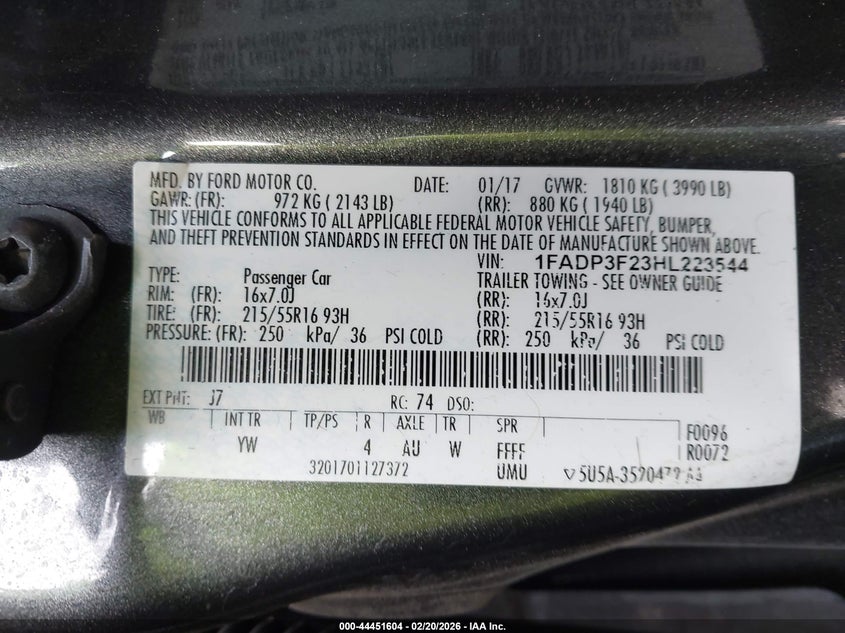 MFD. BY FORD MOTOR CO. DATE: 01/17 GVWR: 1810 KG ( 3990 LB)
GAWR: (FR): 972 KG ( 2143 LB) (RR): 880 KG ( 1940 LB)
THIS VEHICLE CONFORMS TO ALL APPLICABLE FEDERAL MOTOR VEHICLE SAFETY, BUMPER,
AND THEFT PREVENTION STANDARDS IN EFFECT ON THE DATE OF MANUFACTURE SHOWN ABOVE.
VIN: 1FADP3F23HL223544
TYPE: Passenger Car TRAILER TOWING - SEE OWNER GUIDE
RIM: (FR): 16x7.0J (RR): 16x7.0J
TIRE: (FR): 215/55R16 93H (RR): 215/55R16 93H
PRESSURE: (FR): 250 kPa/ 36 PSI COLD (RR): 250 kPa/ 36 PSI COLD
EXT PNT: J7 RC: 74 DSO:
WB INT TR TP/PS R AXLE TR SPR F0096
YW 4 AU W FFFF R0072
3201701127372 UMU 5U5A-3520472-AA
000-44451604 - 02/20/2026 - IAA Inc.